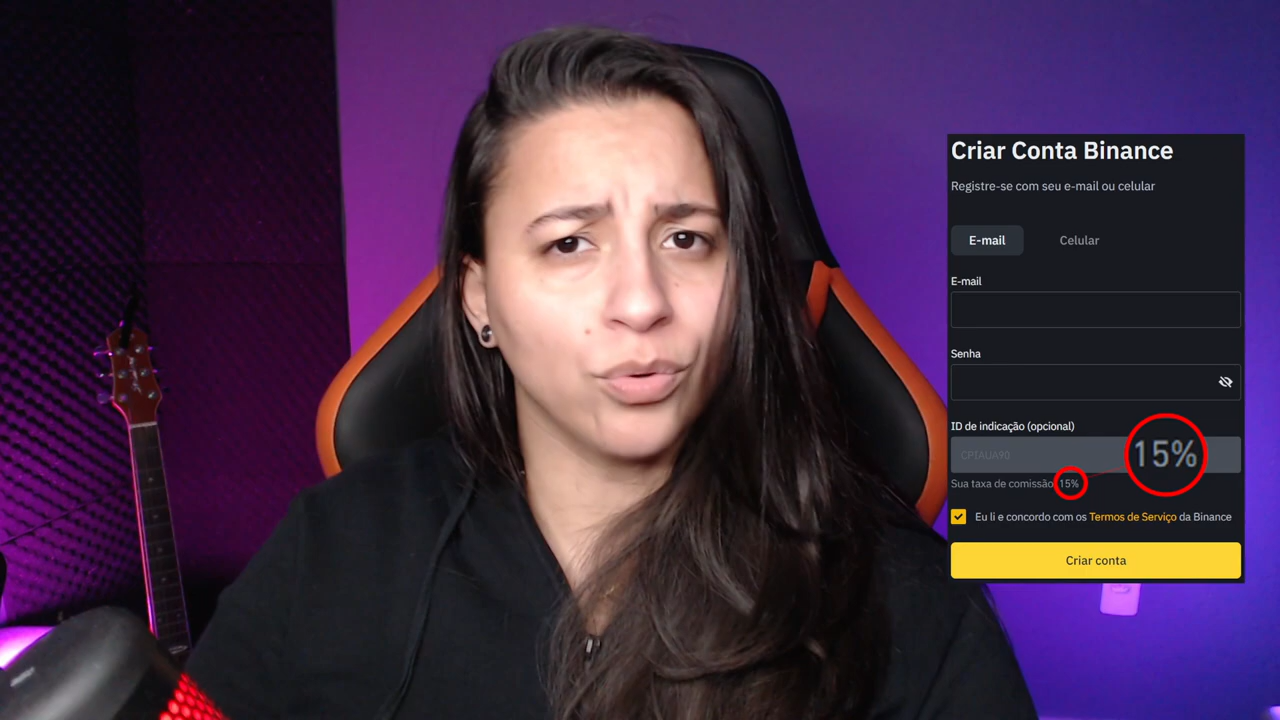 Criar Conta Binance
Registre-se com seu e-mail ou celular
E-mail
Celular
E-mail
Senha
ID de indicação (opcional)
15%
Sua taxa de comissão 15%
Eu li e concordo com os Termos de Serviço da Binance
Criar conta